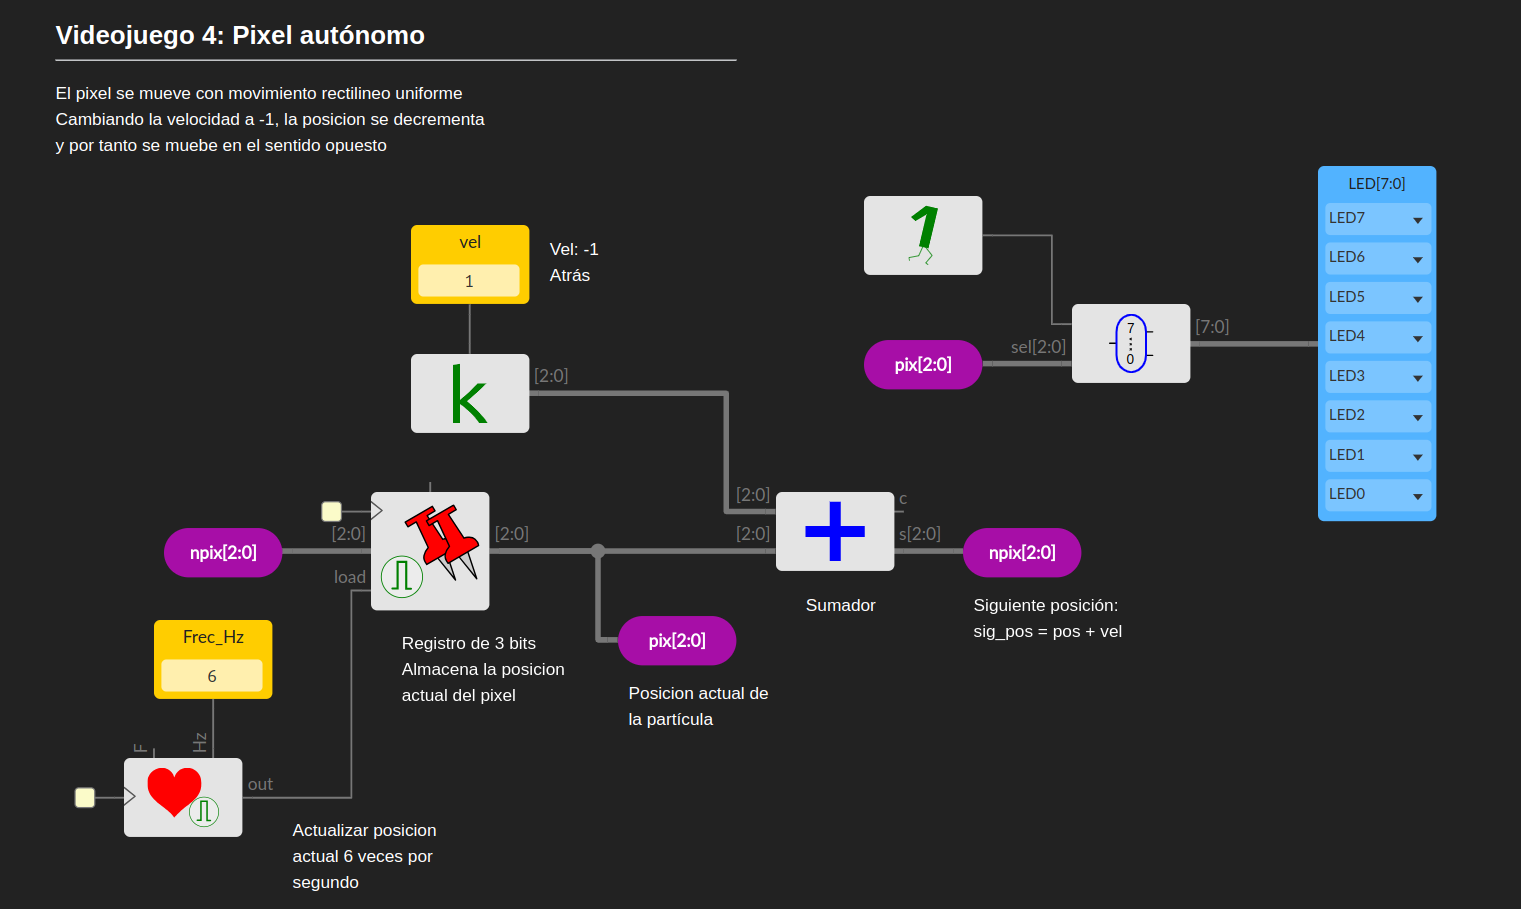 Videojuego 4: Pixel autónomo
El pixel se mueve con movimiento rectilineo uniforme
Cambiando la velocidad a -1, la posicion se decrementa
y por tanto se muebe en el sentido opuesto
vel
1
Vel: -1
Atrás
k
[2:0]
1
pix[2:0]
sel[2:0]
7
0
[7:0]
LED[7:0]
LED7
LED6
LED5
LED4
LED3
LED2
LED1
LED0
npix[2:0]
[2:0]
load
[2:0]
[2:0]
[2:0]
+
c
s[2:0]
npix[2:0]
Sumador
Siguiente posición:
sig_pos = pos + vel
Registro de 3 bits
Almacena la posicion
actual del pixel
pix[2:0]
Posicion actual de
la partícula
Frec_Hz
6
F
Hz
out
Actualizar posicion
actual 6 veces por
segundo